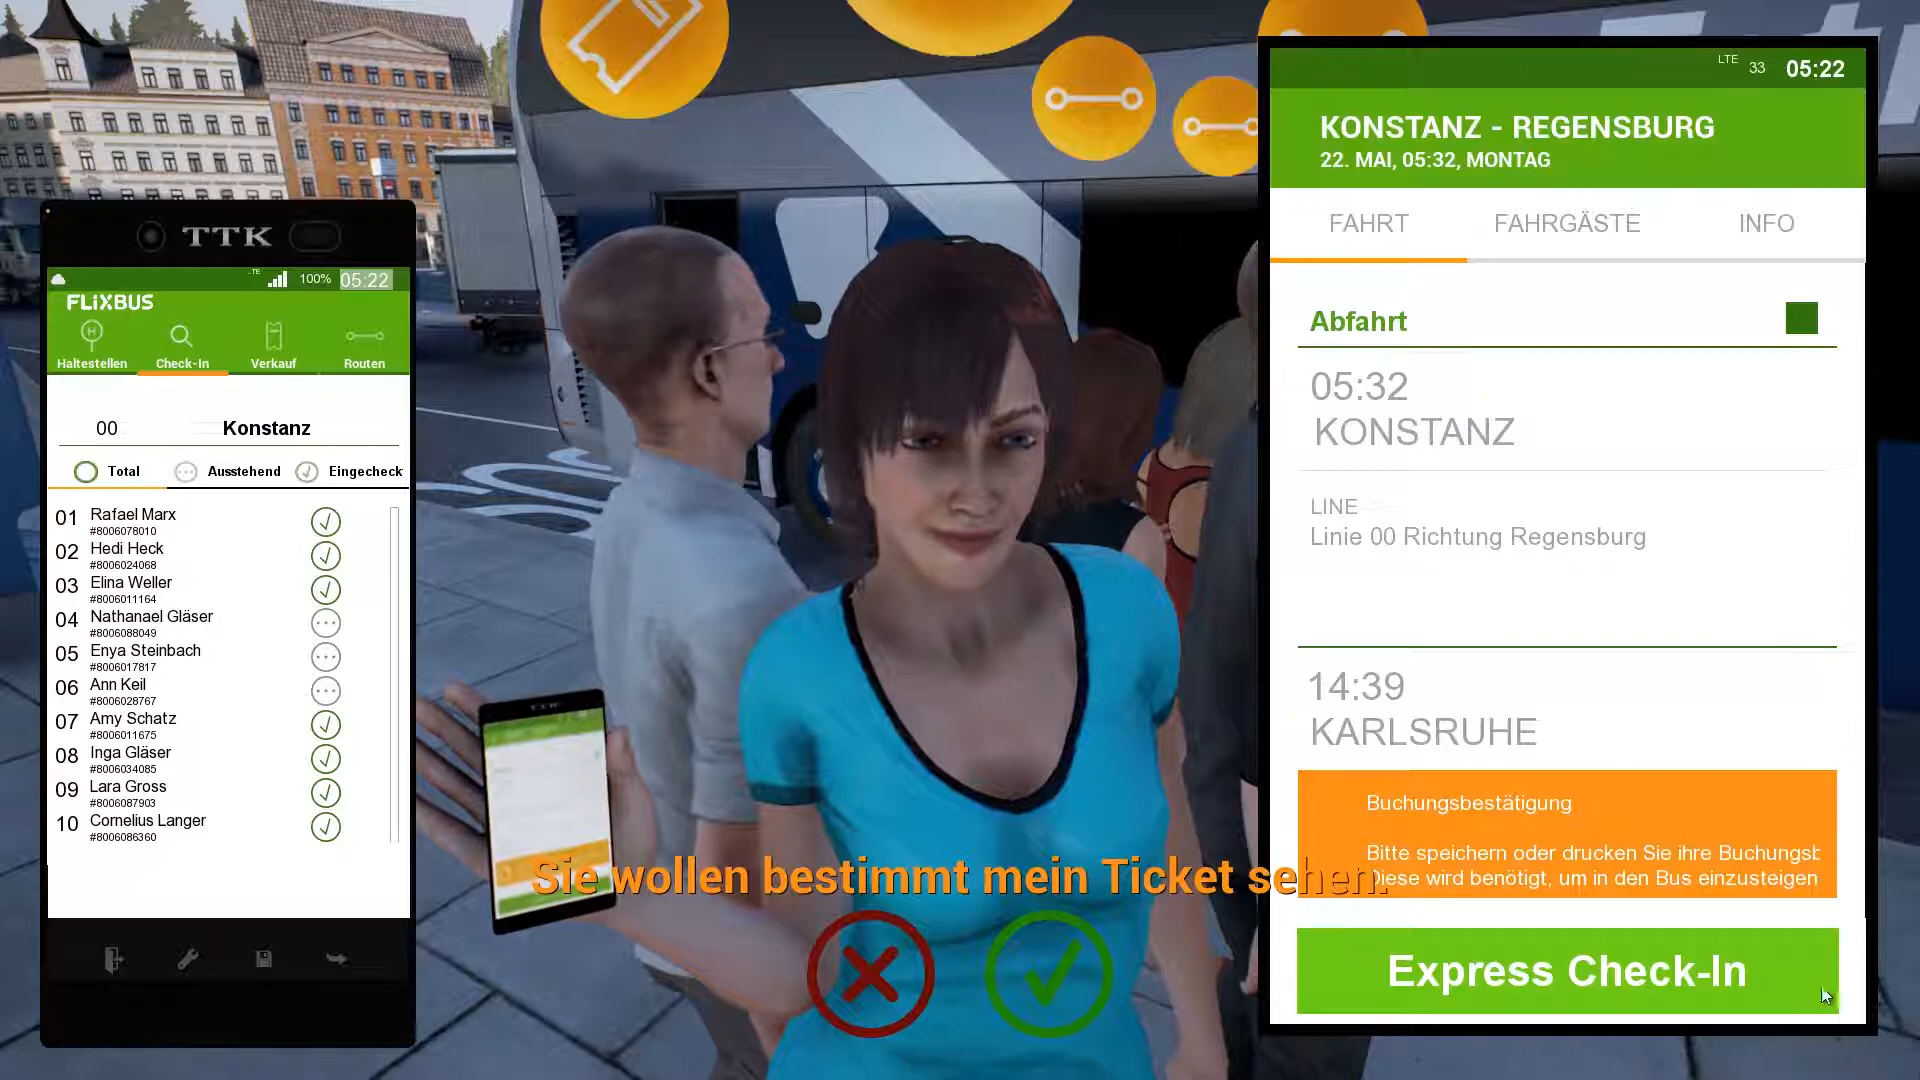 TTK
LTE 100% 05:22
FLiXBUS
Haltestellen Check-In Verkauf Routen
00 Konstanz
Total Ausstehend Eingecheck
01 Rafael Marx
#8006078010
02 Hedi Heck
#8006024068
03 Elina Weller
#8006011164
04 Nathanael Gläser
#8006088049
05 Enya Steinbach
#8006017817
06 Ann Keil
#8006028767
07 Amy Schatz
#8006011675
08 Inga Gläser
#8006034085
09 Lara Gross
#8006087903
10 Cornelius Langer
#8006086360
TTK
Sie wollen bestimmt mein Ticket sehen.
LTE 33 05:22
KONSTANZ - REGENSBURG
22. MAI, 05:32, MONTAG
FAHRT FAHRGÄSTE INFO
Abfahrt
05:32
KONSTANZ
LINE
Linie 00 Richtung Regensburg
14:39
KARLSRUHE
Buchungsbestätigung
Bitte speichern oder drucken Sie ihre Buchungsb
Diese wird benötigt, um in den Bus einzusteigen
Express Check-In